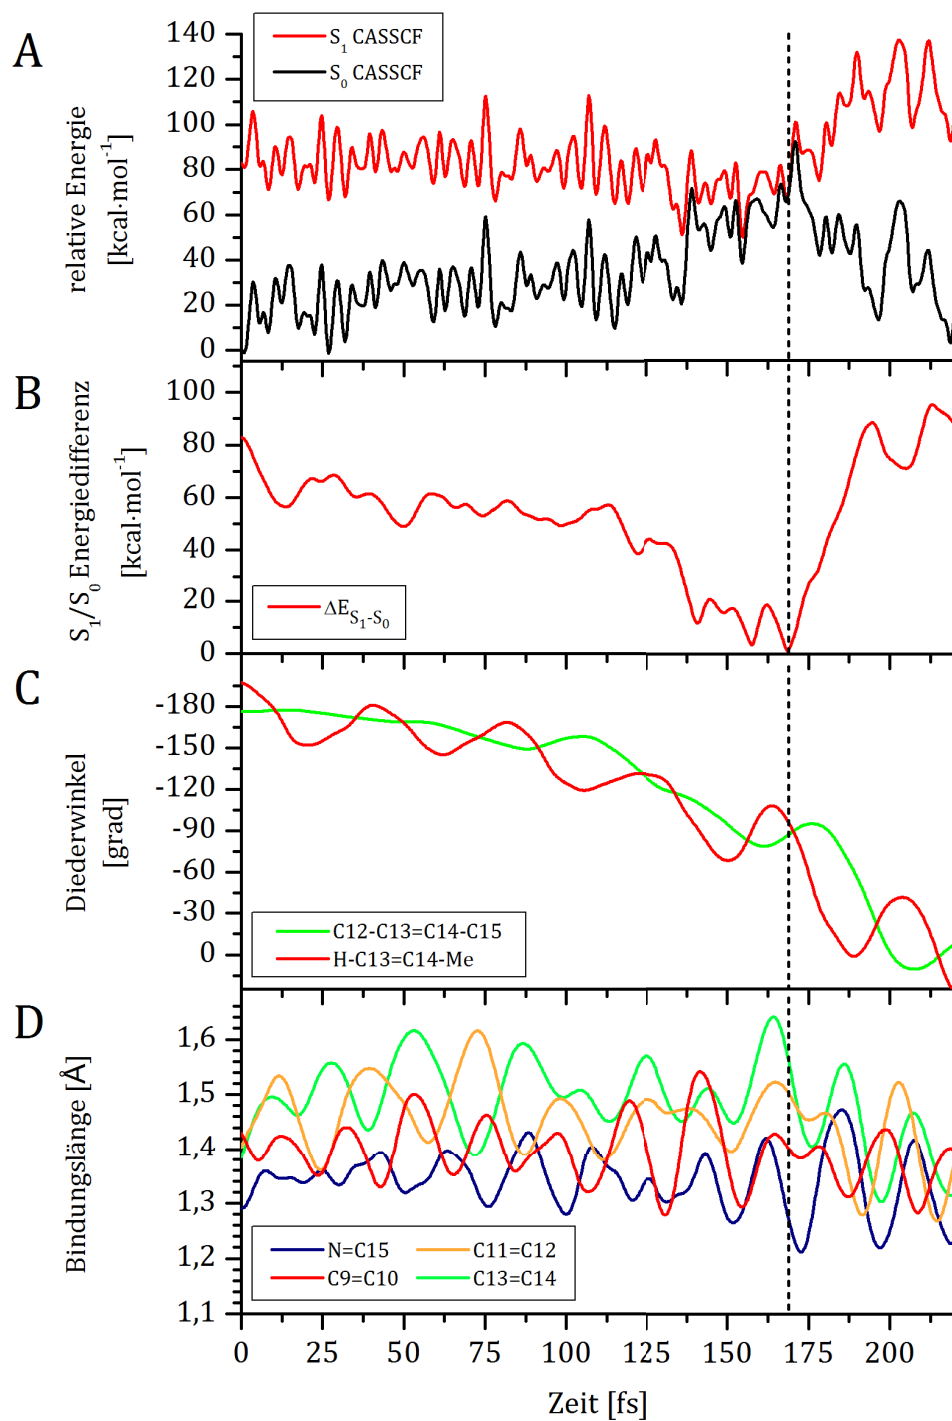 A
S1 CASSCF
S0 CASSCF
relative Energie
[kcal·mol-1]
140
120
100
80
60
40
20
0
B
S1/S0 Energiedifferenz
[kcal·mol-1]
100
80
60
40
20
0
ΔES1-S0
C
Diederwinkel
[grad]
-180
-150
-120
-90
-60
-30
0
C12-C13=C14-C15
H-C13=C14-Me
D
Bindungslänge [Å]
1,6
1,5
1,4
1,3
1,2
1,1
N=C15 C11=C12
C9=C10 C13=C14
0 25 50 75 100 125 150 175 200
Zeit [fs]